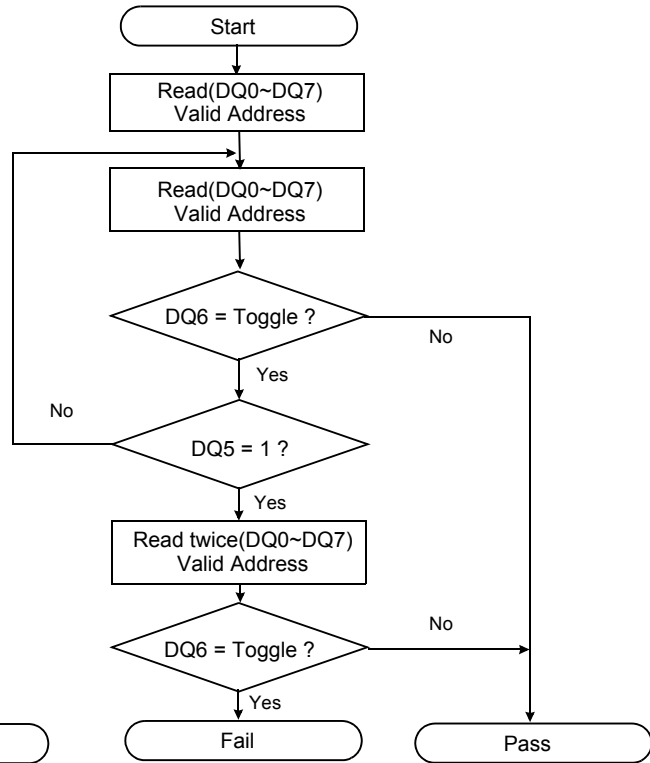 Start
Read(DQ0~DQ7)
Valid Address
Read(DQ0~DQ7)
Valid Address
DQ6 = Toggle ?
No
Yes
No
DQ5 = 1 ?
Yes
Read twice(DQ0~DQ7)
Valid Address
DQ6 = Toggle ?
No
Yes
Fail
Pass